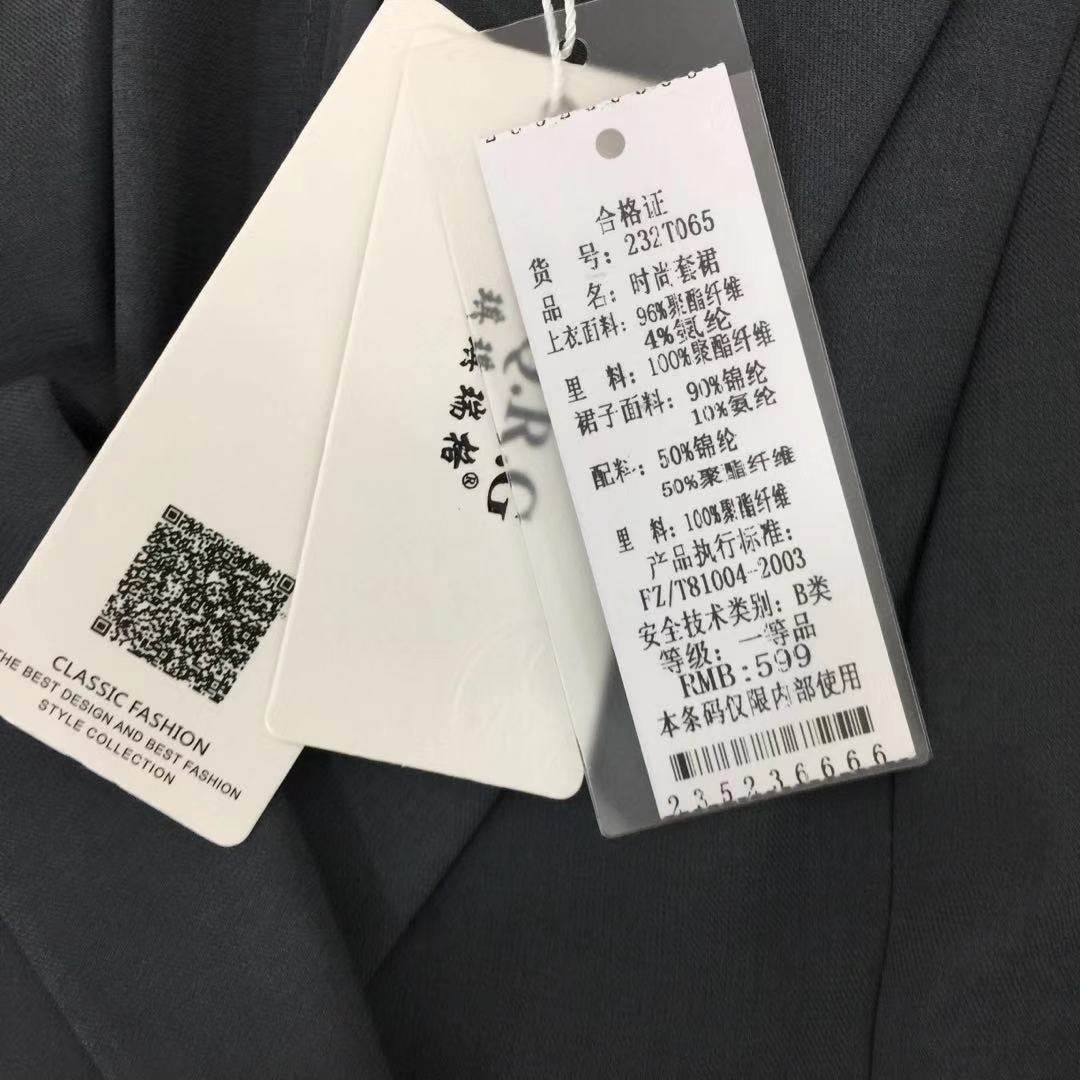 合格证
货 号：232T065
品 名：时尚套裙
上衣面料：96%聚酯纤维
4%氨纶
里 料：100%聚酯纤维
裙子面料：90%锦纶
10%氨纶
配料：50%锦纶
50%聚酯纤维
里 料：100%聚酯纤维
产品执行标准：
FZ/T81004-2003
安全技术类别：B类
等级：一等品
RMB:599
本条码仅限内部使用
235236666
Q.R.G
®
CLASSIC FASHION
THE BEST DESIGN AND BEST FASHION
STYLE COLLECTION